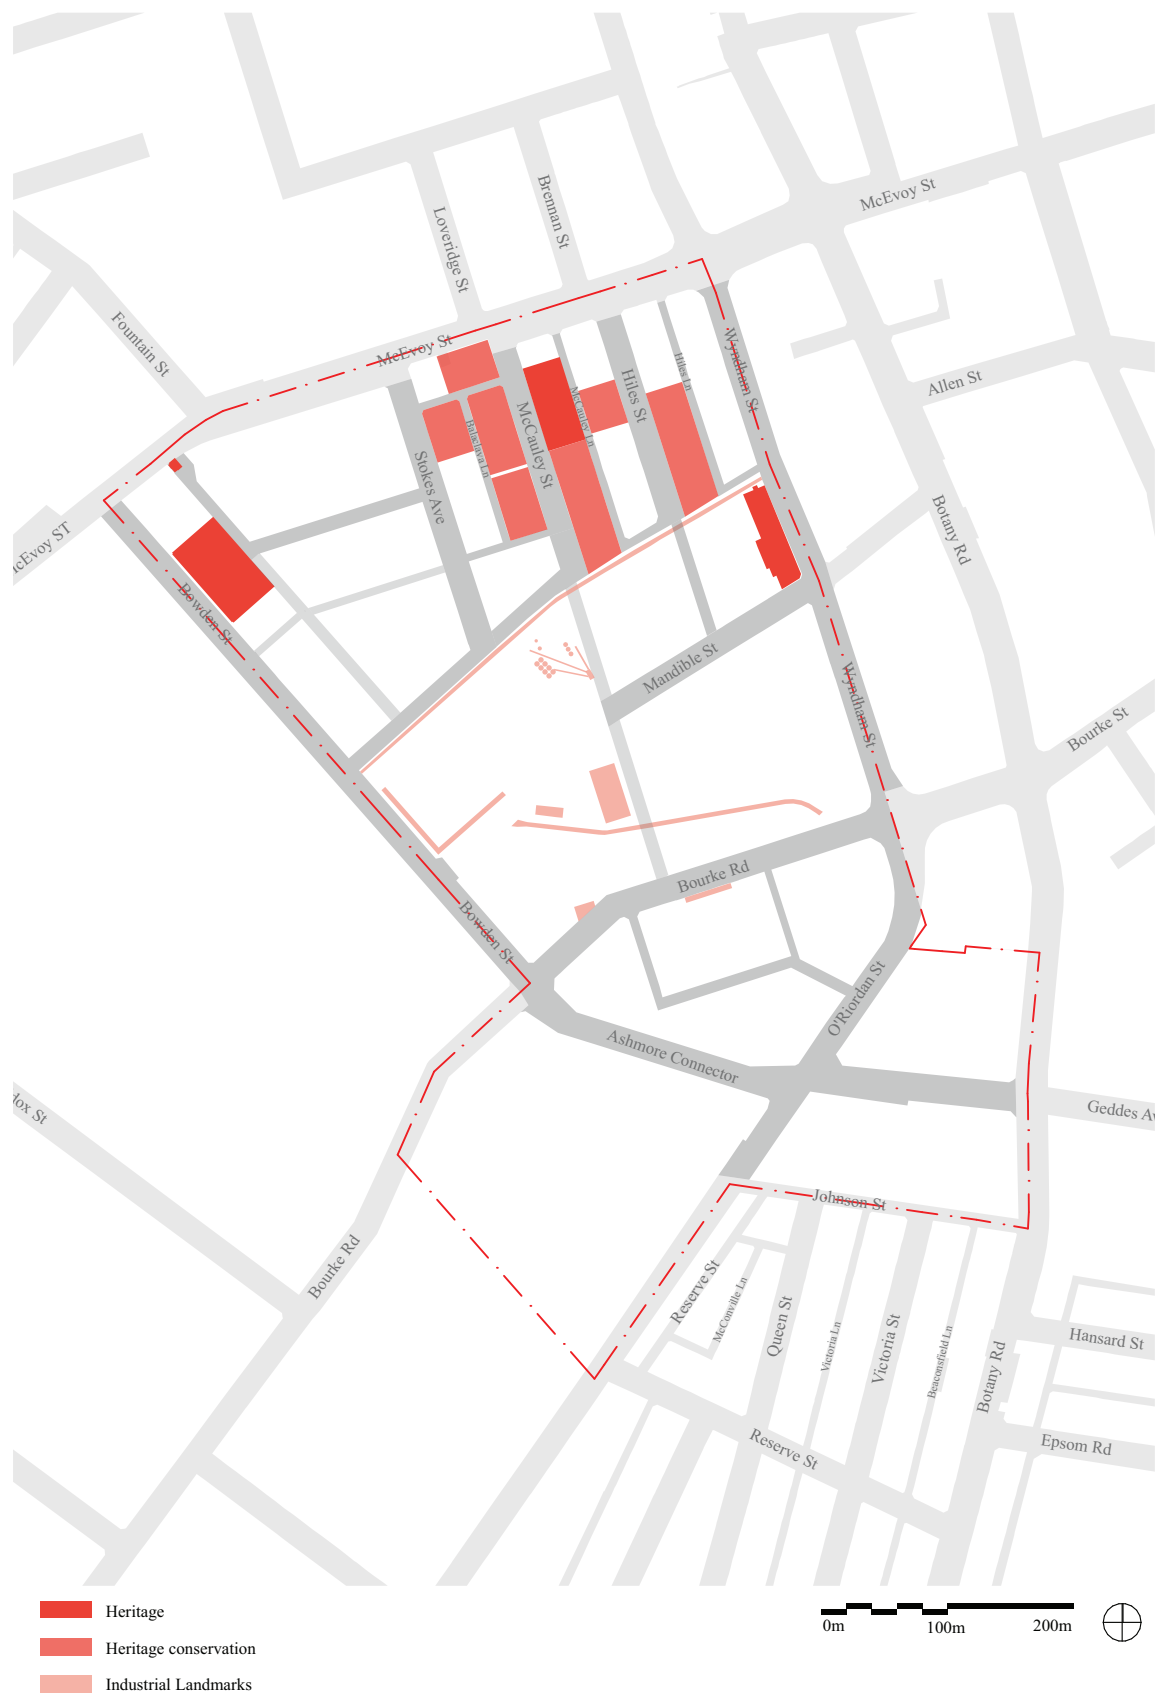 McEvoy St
Brennan St
Loveridge St
Fountain St
McEvoy St
Wyndham St
Hiles Ln
Hiles St
McCauley Ln
McCauley St
Balaclava Ln
Stokes Ave
Allen St
Botany Rd
cEvoy ST
Bowden St
Mandible St
Wyndham St
Bourke St
Bourke Rd
Bowden St
O'Riordan St
Ashmore Connector
dox St
Geddes Av
Johnson St
Bourke Rd
Reserve St
McConville Ln
Queen St
Victoria Ln
Victoria St
Beaconsfield Ln
Botany Rd
Hansard St
Reserve St
Epsom Rd
Heritage
Heritage conservation
Industrial Landmarks
0m
100m
200m